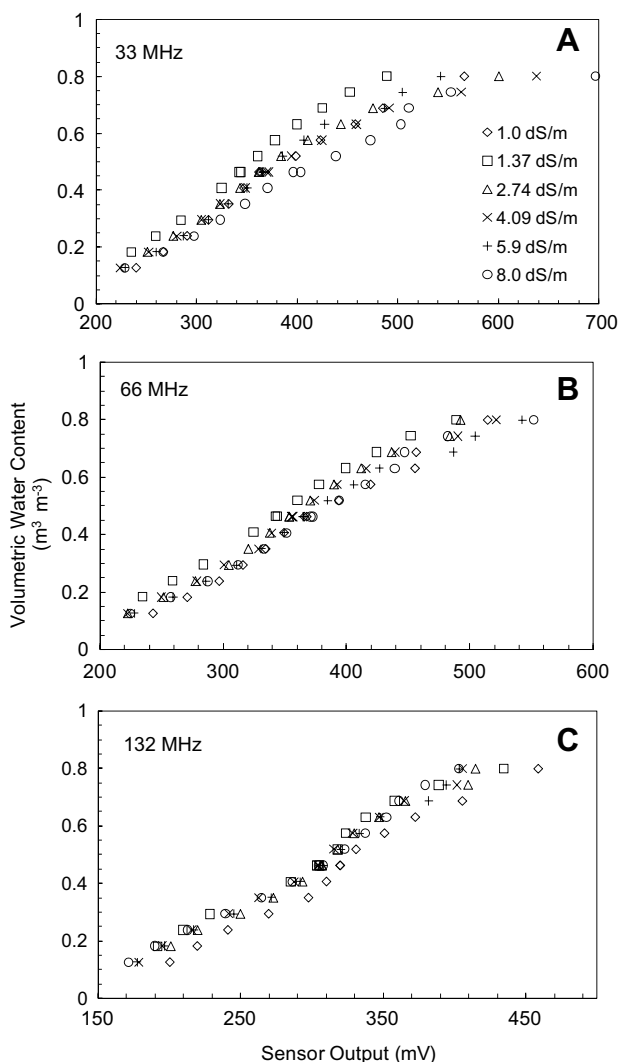 33 MHz
A
1
0.8
0.6
0.4
0.2
0
1.0 dS/m
1.37 dS/m
2.74 dS/m
4.09 dS/m
5.9 dS/m
8.0 dS/m
200 300 400 500 600 700
Volumetric Water Content
(m³ m⁻³)
66 MHz
B
1
0.8
0.6
0.4
0.2
0
200 300 400 500 600
132 MHz
C
1
0.8
0.6
0.4
0.2
0
150 250 350 450
Sensor Output (mV)